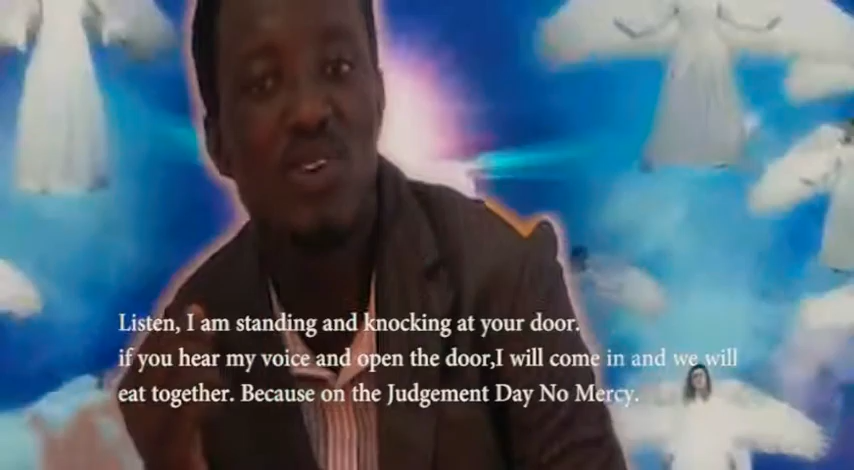 Listen, I am standing and knocking at your door.
if you hear my voice and open the door,I will come in and we will
eat together. Because on the Judgement Day No Mercy.